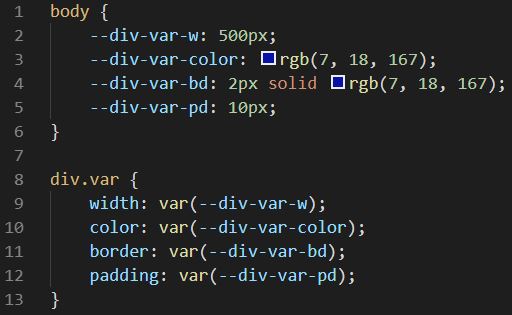 1 body {
2     --div-var-w: 500px;
3     --div-var-color: rgb(7, 18, 167);
4     --div-var-bd: 2px solid rgb(7, 18, 167);
5     --div-var-pd: 10px;
6 }
7
8 div.var {
9     width: var(--div-var-w);
10     color: var(--div-var-color);
11     border: var(--div-var-bd);
12     padding: var(--div-var-pd);
13 }